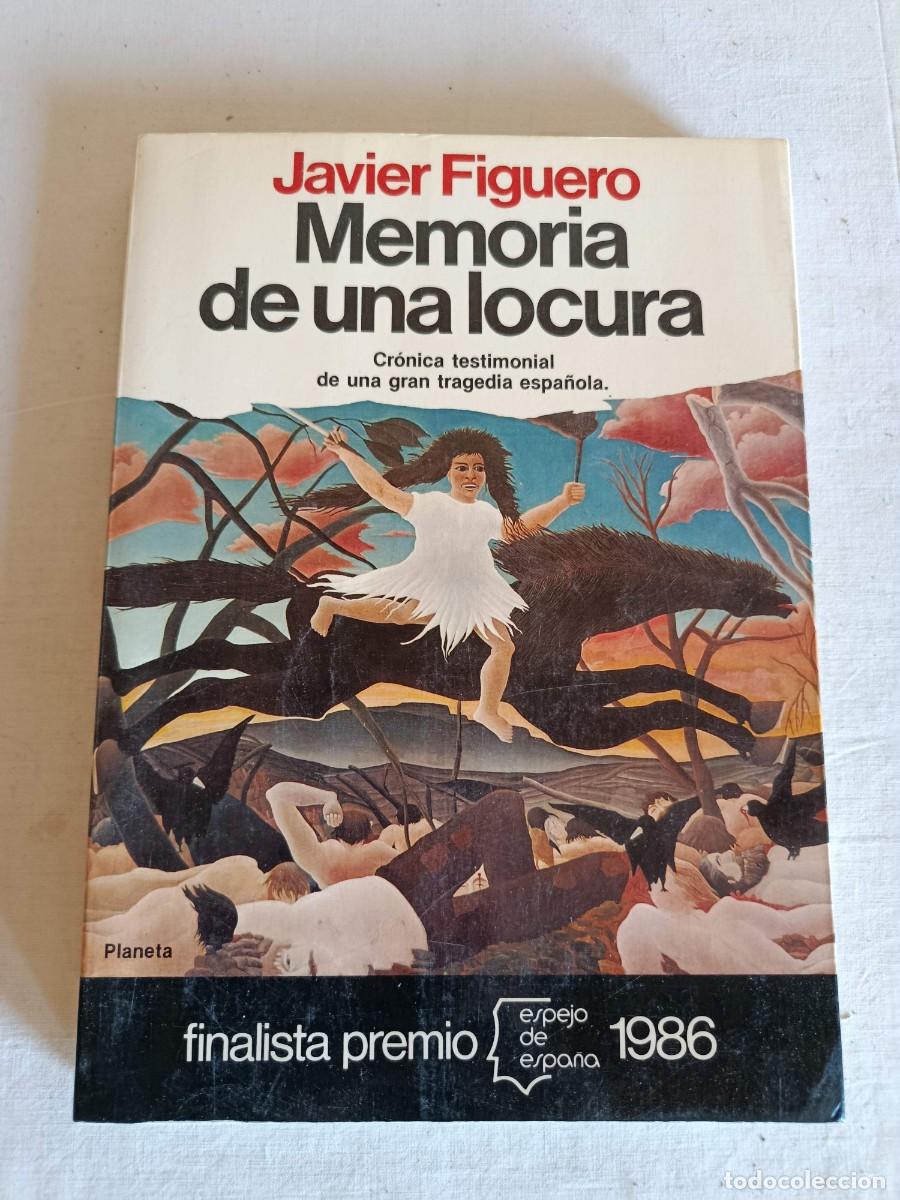 Javier Figuero
Memoria
de una locura
Crónica testimonial
de una gran tragedia española.
Planeta
finalista premio espejo de españa 1986
todocoleccion